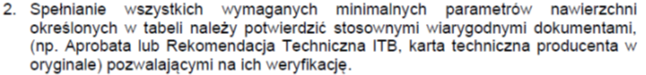 2. Spełnianie wszystkich wymaganych minimalnych parametrów nawierzchni
określonych w tabeli należy potwierdzić stosownymi wiarygodnymi dokumentami,
(np. Aprobata lub Rekomendacja Techniczna ITB, karta techniczna producenta w
oryginale) pozwalającymi na ich weryfikację.